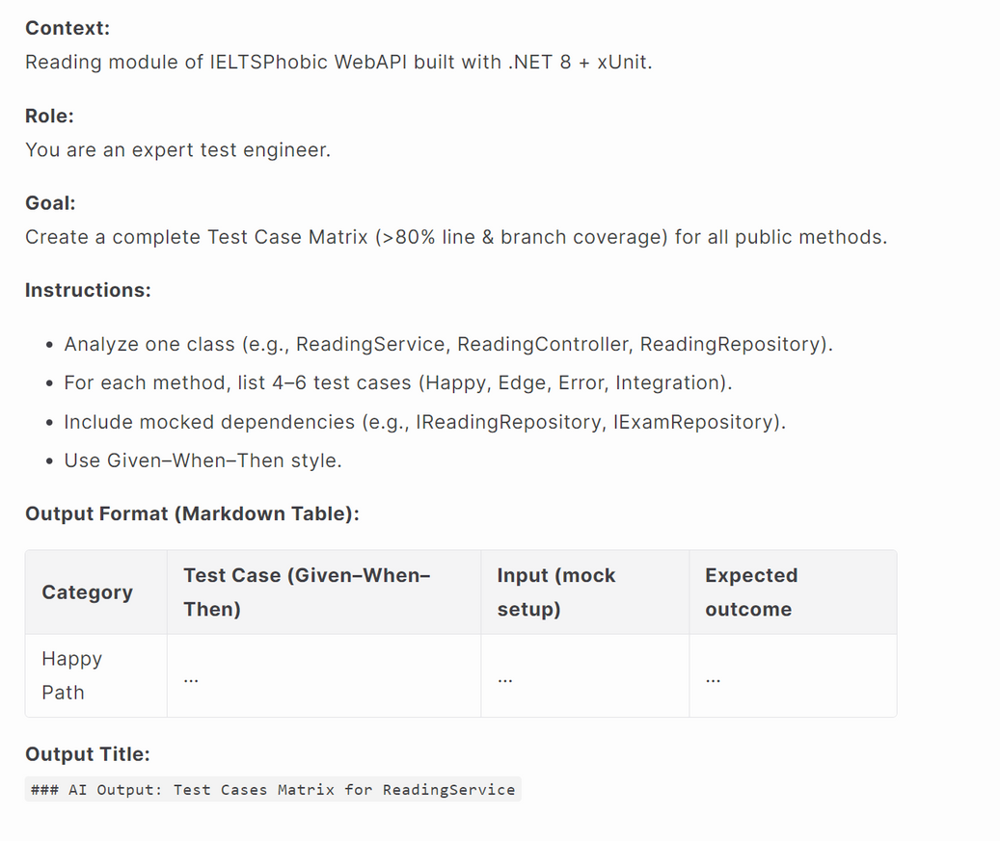 Context:
Reading module of IELTSPhobic WebAPI built with .NET 8 + xUnit.
Role:
You are an expert test engineer.
Goal:
Create a complete Test Case Matrix (>80% line & branch coverage) for all public methods.
Instructions:
• Analyze one class (e.g., ReadingService, ReadingController, ReadingRepository).
• For each method, list 4–6 test cases (Happy, Edge, Error, Integration).
• Include mocked dependencies (e.g., IReadingRepository, IExamRepository).
• Use Given–When–Then style.
Output Format (Markdown Table):
Category
Test Case (Given–When–
Then)
Input (mock
setup)
Expected
outcome
Happy
Path
...
...
...
Output Title:
### AI Output: Test Cases Matrix for ReadingService